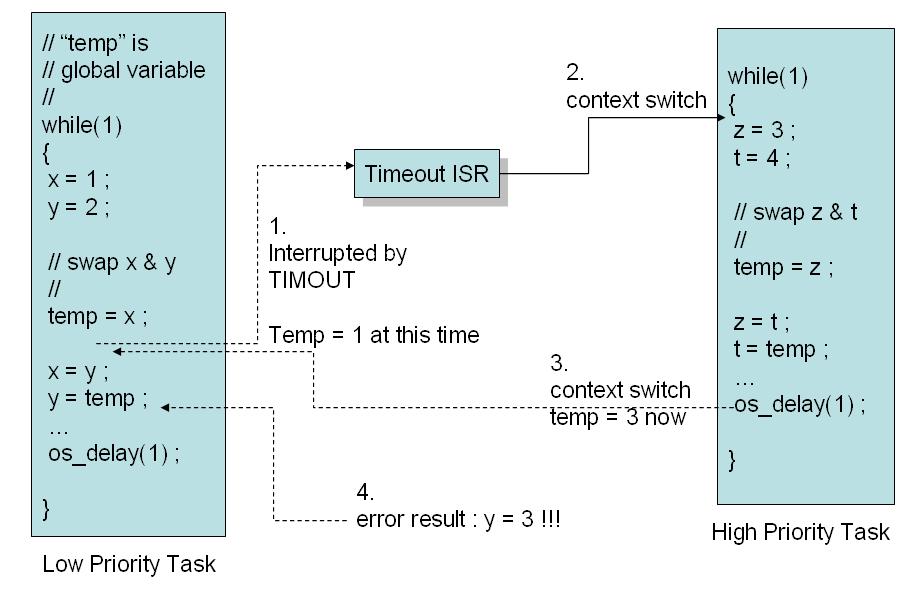 // “temp” is
// global variable
//
while(1)
{
x = 1 ;
y = 2 ;
// swap x & y
//
temp = x ;
x = y ;
y = temp ;
...
os_delay(1) ;
}
Low Priority Task
1.
Interrupted by
TIMOUT
Temp = 1 at this time
Timeout ISR
2.
context switch
3.
context switch
temp = 3 now
4.
error result : y = 3 !!!
while(1)
{
z = 3 ;
t = 4 ;
// swap z & t
//
temp = z ;
z = t ;
t = temp ;
...
os_delay(1) ;
}
High Priority Task